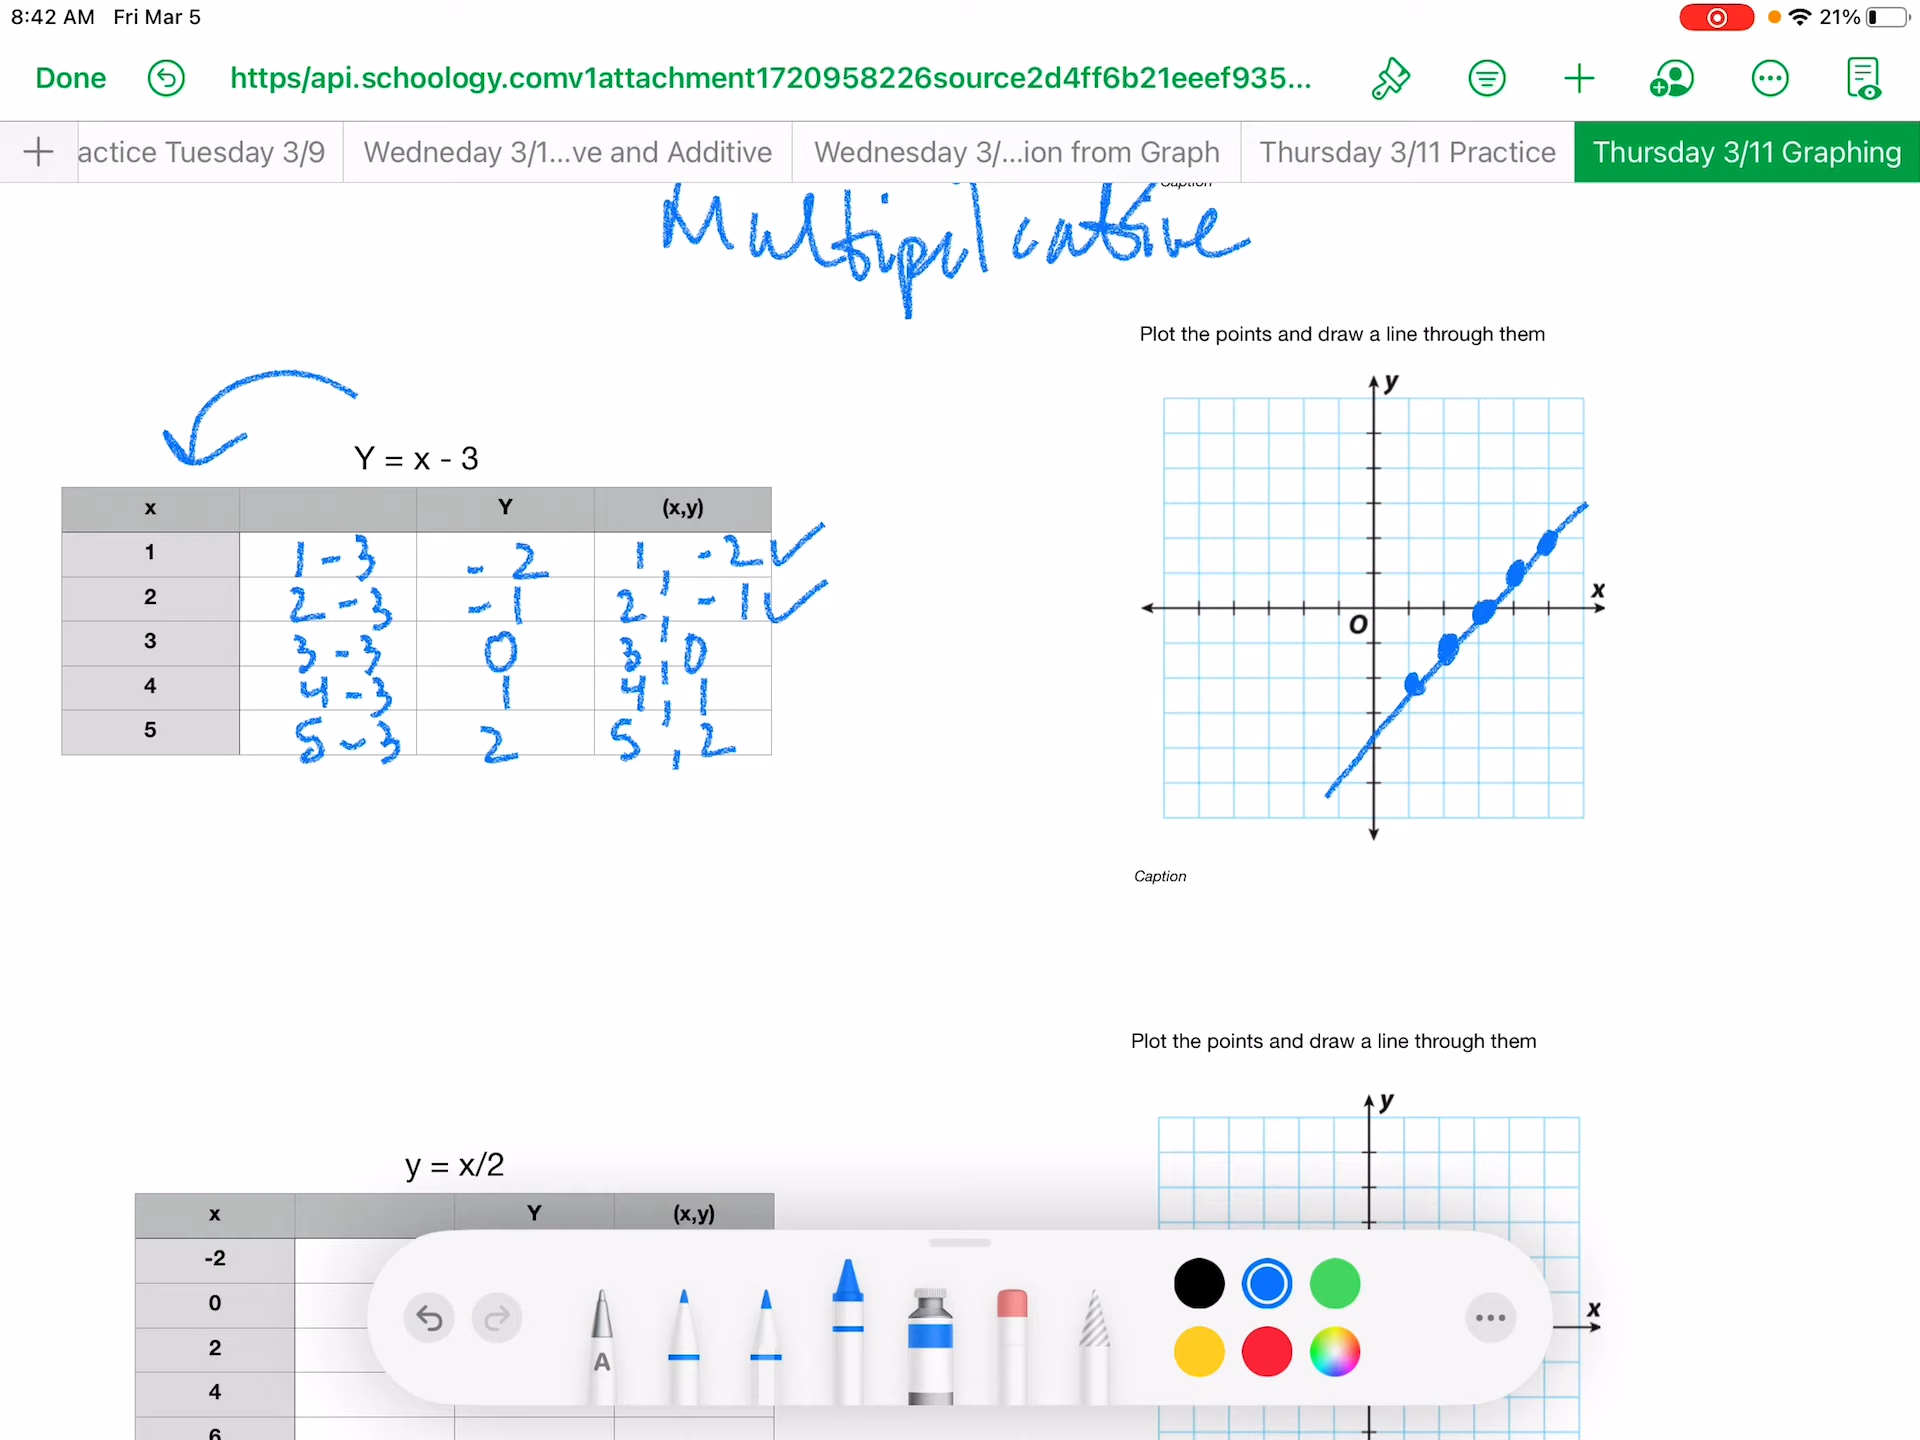 8:42 AM Fri Mar 5 21%
Done https/api.schoology.comv1attachment1720958226source2d4ff6b21eeef935...
actice Tuesday 3/9 Wedneday 3/1...ve and Additive Wednesday 3/...ion from Graph Thursday 3/11 Practice Thursday 3/11 Graphing
Caption
Multipulicative
Plot the points and draw a line through them
y
x
O
Caption
Y = x - 3
x Y (x,y)
1 1-3 -2 1, -2
2 2-3 -1 2, -1
3 3-3 0 3, 0
4 4-3 1 4, 1
5 5-3 2 5, 2
Plot the points and draw a line through them
y
x
y = x/2
x Y (x,y)
-2
0
2
4
6
A